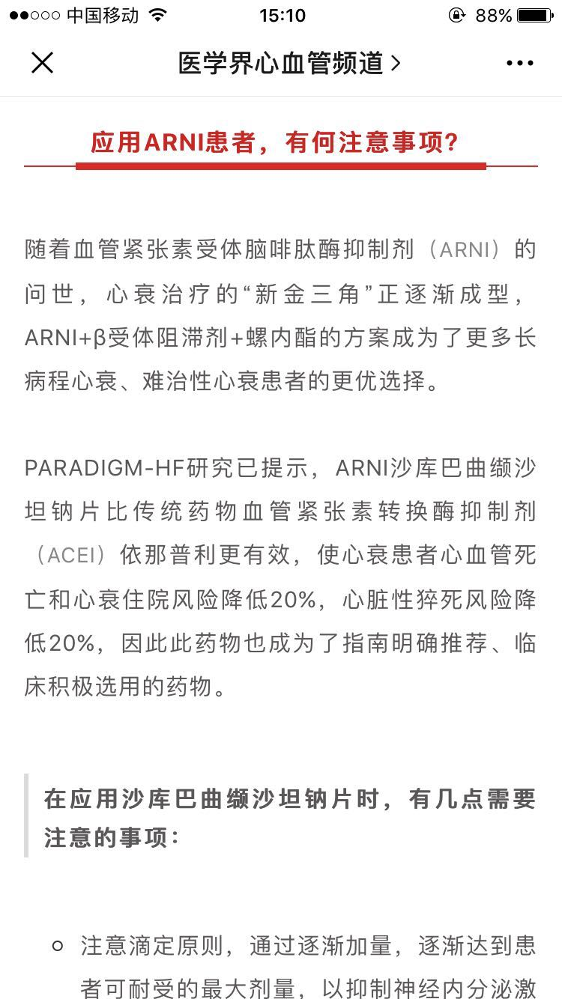 中国移动 15:10 88%
医学界心血管频道
应用ARNI患者，有何注意事项？
随着血管紧张素受体脑啡肽酶抑制剂（ARNI）的
问世，心衰治疗的“新金三角”正逐渐成型，
ARNI+β受体阻滞剂+螺内酯的方案成为了更多长
病程心衰、难治性心衰患者的更优选择。
PARADIGM-HF研究已提示，ARNI沙库巴曲缬沙
坦钠片比传统药物血管紧张素转换酶抑制剂
（ACEI）依那普利更有效，使心衰患者心血管死
亡和心衰住院风险降低20%，心脏性猝死风险降
低20%，因此此药物也成为了指南明确推荐、临
床积极选用的药物。
在应用沙库巴曲缬沙坦钠片时，有几点需要
注意的事项：
注意滴定原则，通过逐渐加量，逐渐达到患
者可耐受的最大剂量，以抑制神经内分泌激